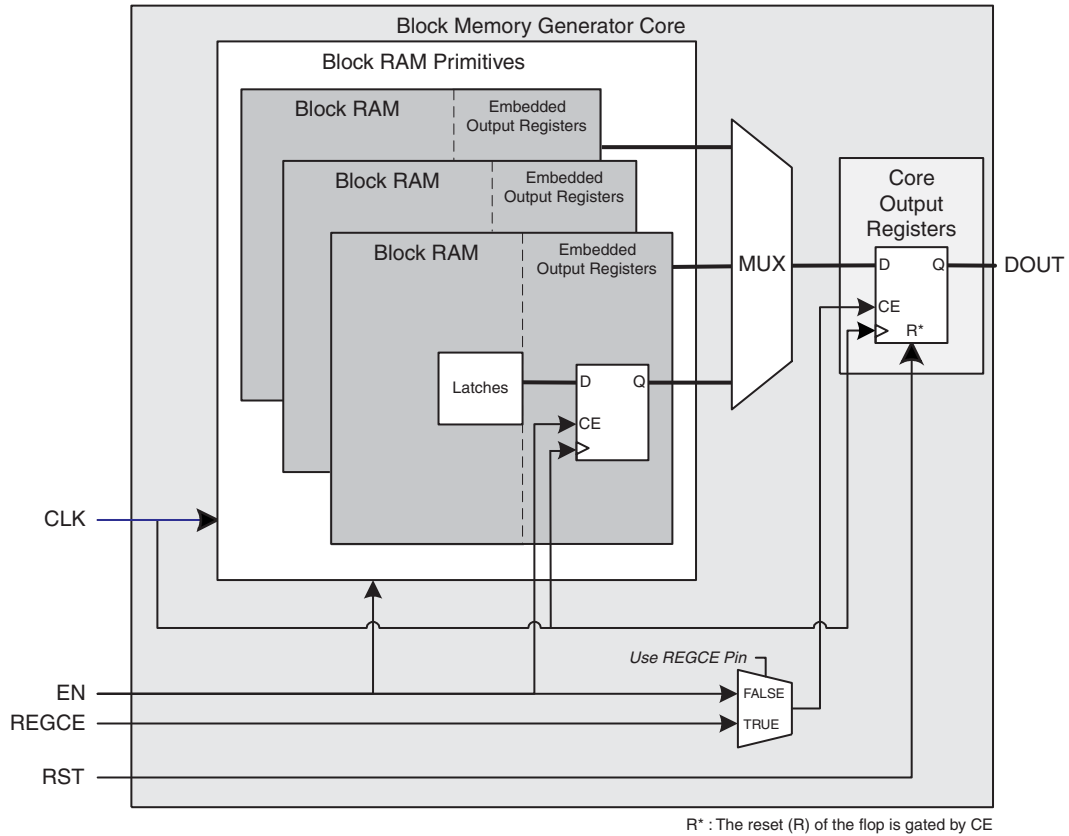 Block Memory Generator Core
Block RAM Primitives
Block RAM
Embedded
Output Registers
Block RAM
Embedded
Output Registers
Block RAM
Embedded
Output Registers
MUX
Core
Output
Registers
D
Q
CE
R*
DOUT
Latches
D
Q
CE
CLK
Use REGCE Pin
EN
FALSE
REGCE
TRUE
RST
R* : The reset (R) of the flop is gated by CE